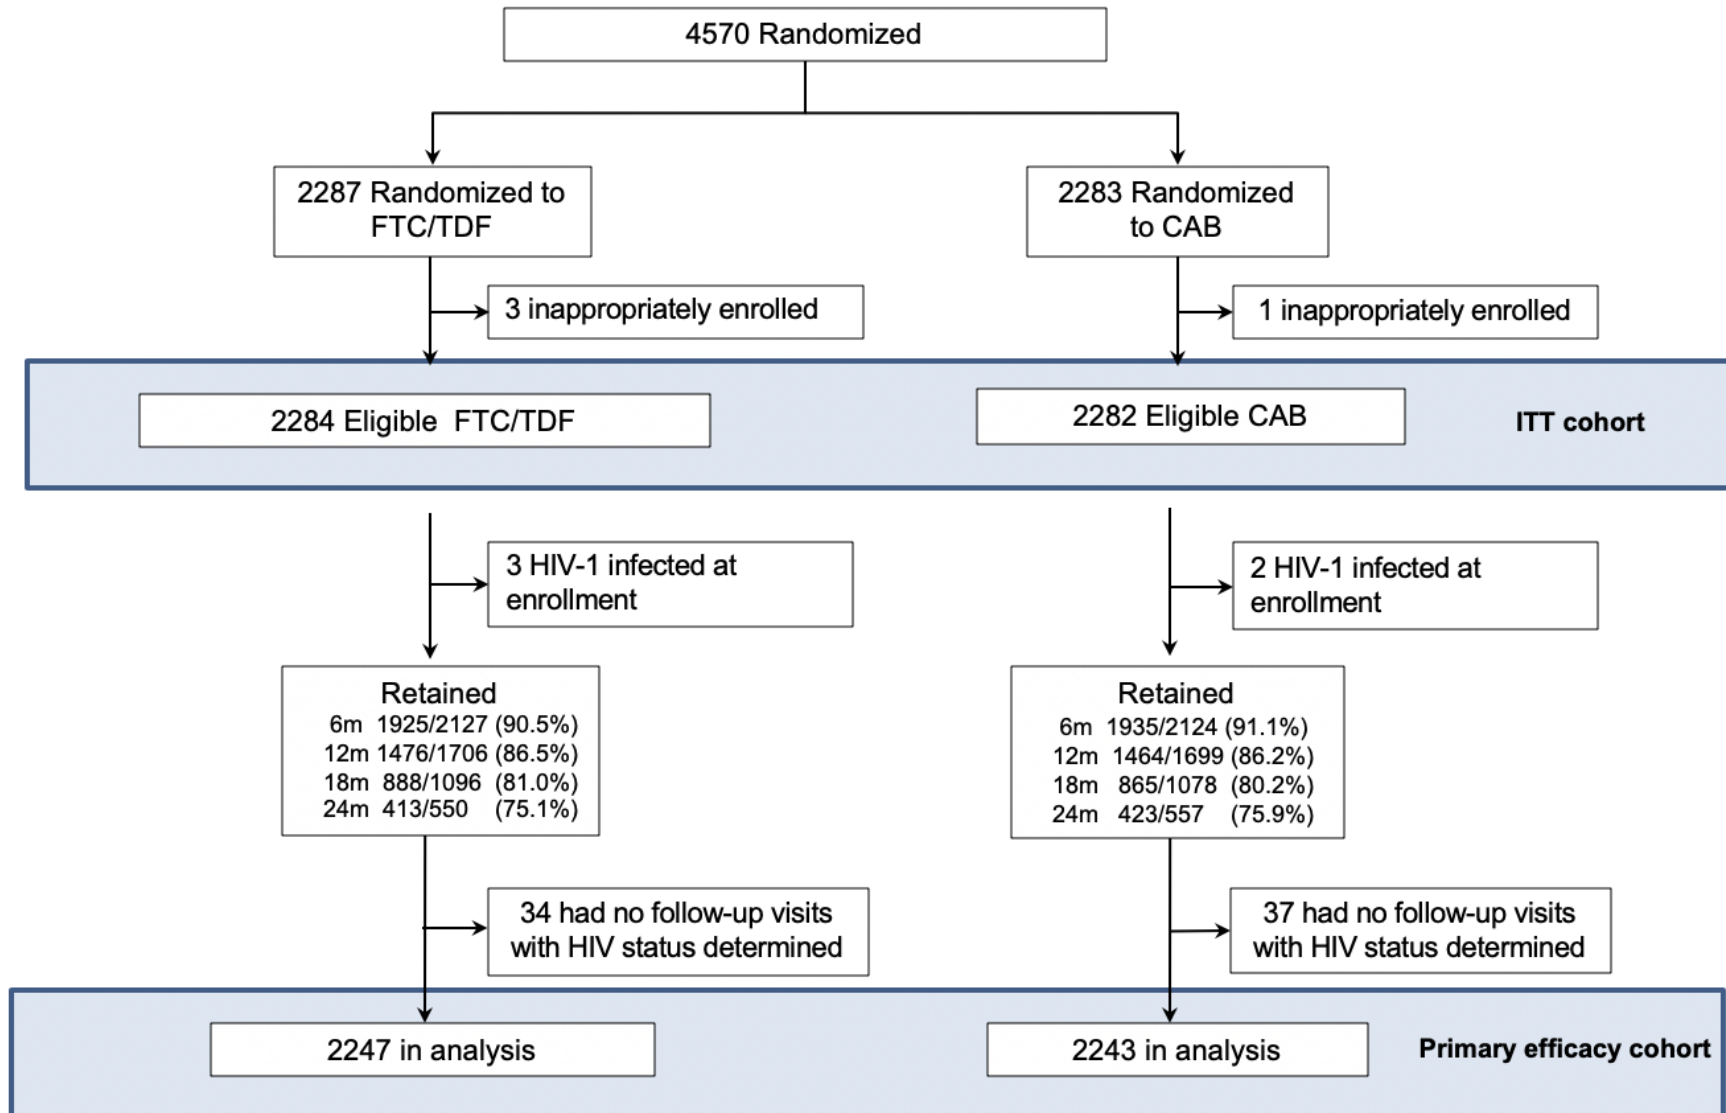 4570 Randomized
2287 Randomized to
FTC/TDF
2283 Randomized
to CAB
3 inappropriately enrolled
1 inappropriately enrolled
2284 Eligible FTC/TDF
2282 Eligible CAB
ITT cohort
3 HIV-1 infected at
enrollment
2 HIV-1 infected at
enrollment
Retained
6m 1925/2127 (90.5%)
12m 1476/1706 (86.5%)
18m 888/1096 (81.0%)
24m 413/550 (75.1%)
Retained
6m 1935/2124 (91.1%)
12m 1464/1699 (86.2%)
18m 865/1078 (80.2%)
24m 423/557 (75.9%)
34 had no follow-up visits
with HIV status determined
37 had no follow-up visits
with HIV status determined
2247 in analysis
2243 in analysis
Primary efficacy cohort